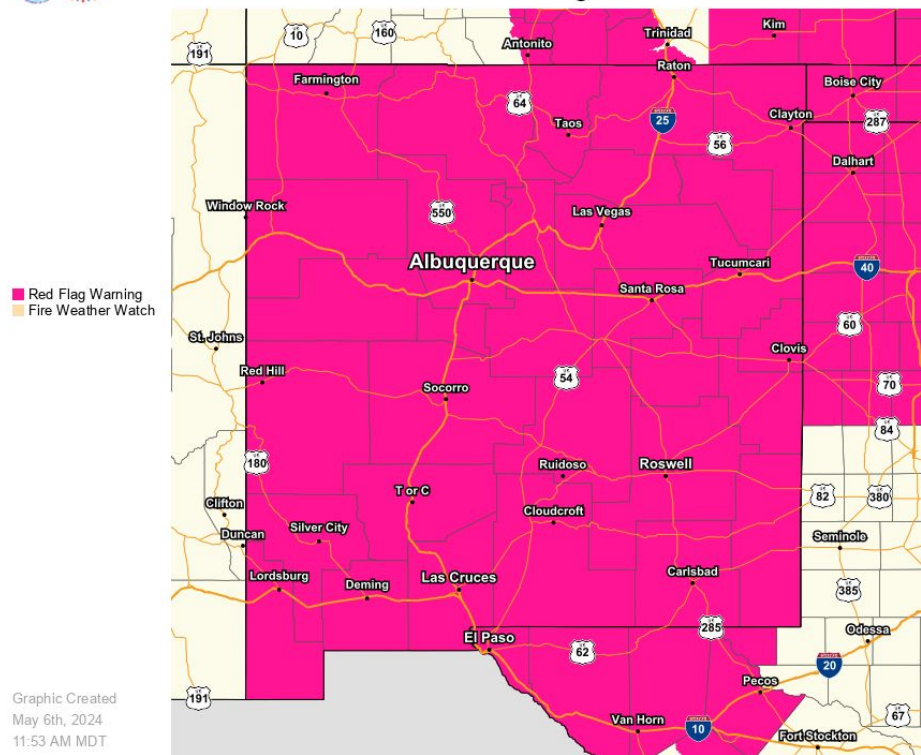 10
160
191
Kim
Trinidad
Antonito
Raton
Farmington
Boise City
64
25
287
Clayton
Taos
56
Dalhart
Window Rock
550
Las Vegas
Albuquerque
Tucumcari
40
Santa Rosa
Red Flag Warning
Fire Weather Watch
60
St. Johns
Clovis
Red Hill
54
70
Socorro
84
180
Ruidoso
Roswell
T or C
82
380
Clifton
Cloudcroft
Silver City
Duncan
Seminole
Lordsburg
Deming
Las Cruces
Carlsbad
385
285
Odessa
El Paso
62
20
Pecos
191
Graphic Created
May 6th, 2024
11:53 AM MDT
67
Van Horn
10
Fort Stockton